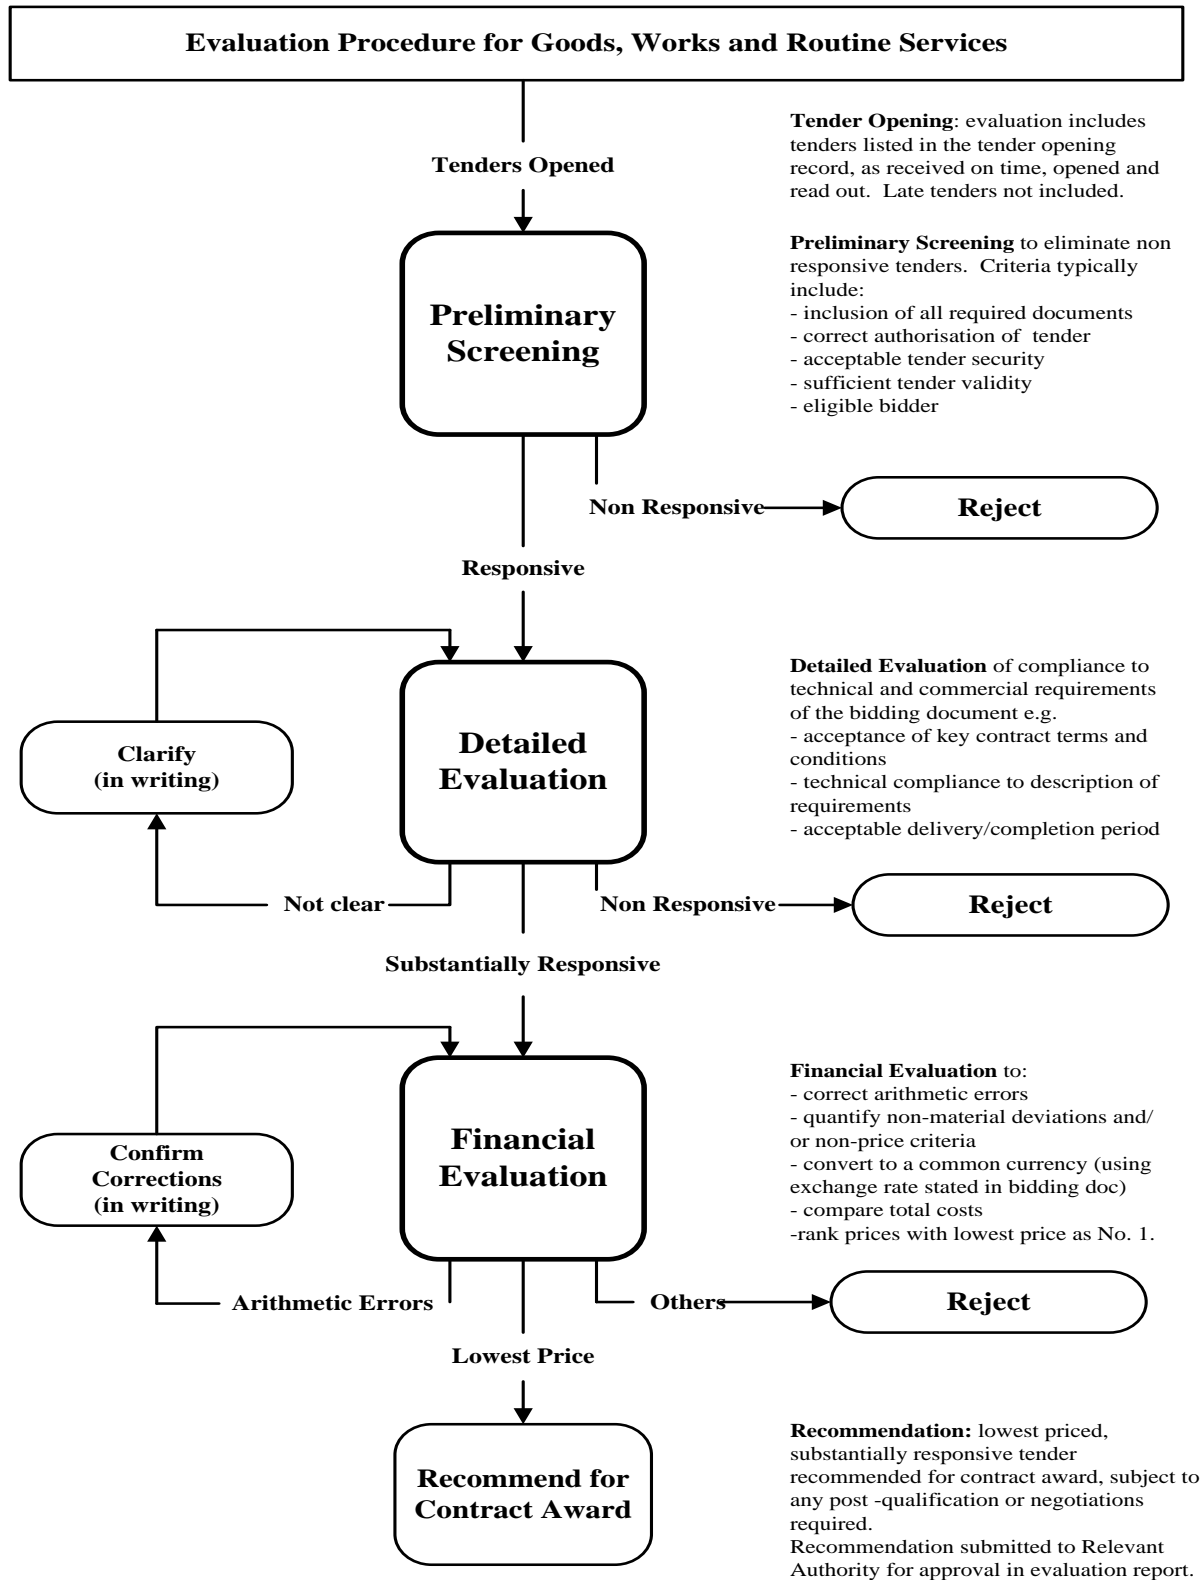 Evaluation Procedure for Goods, Works and Routine Services
Tenders Opened
Tender Opening: evaluation includes
tenders listed in the tender opening
record, as received on time, opened and
read out.  Late tenders not included.
Preliminary
Screening
Preliminary Screening to eliminate non
responsive tenders.  Criteria typically
include:
- inclusion of all required documents
- correct authorisation of  tender
- acceptable tender security
- sufficient tender validity
- eligible bidder
Non Responsive
Reject
Responsive
Clarify
(in writing)
Detailed
Evaluation
Detailed Evaluation of compliance to
technical and commercial requirements
of the bidding document e.g.
- acceptance of key contract terms and
conditions
- technical compliance to description of
requirements
- acceptable delivery/completion period
Not clear
Non Responsive
Reject
Substantially Responsive
Confirm
Corrections
(in writing)
Financial
Evaluation
Financial Evaluation to:
- correct arithmetic errors
- quantify non-material deviations and/
or non-price criteria
- convert to a common currency (using
exchange rate stated in bidding doc)
- compare total costs
-rank prices with lowest price as No. 1.
Arithmetic Errors
Others
Reject
Lowest Price
Recommend for
Contract Award
Recommendation: lowest priced,
substantially responsive tender
recommended for contract award, subject to
any post -qualification or negotiations
required.
Recommendation submitted to Relevant
Authority for approval in evaluation report.